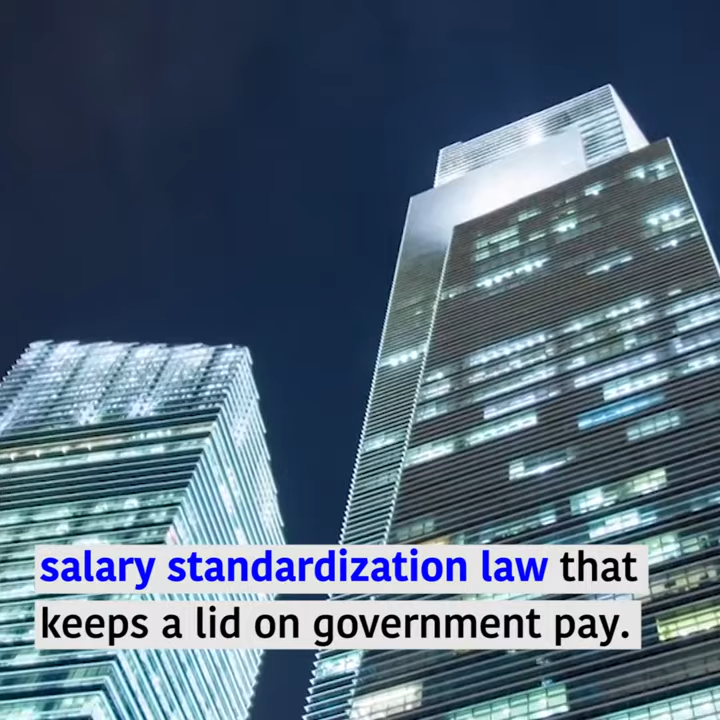 salary standardization law that
keeps a lid on government pay.